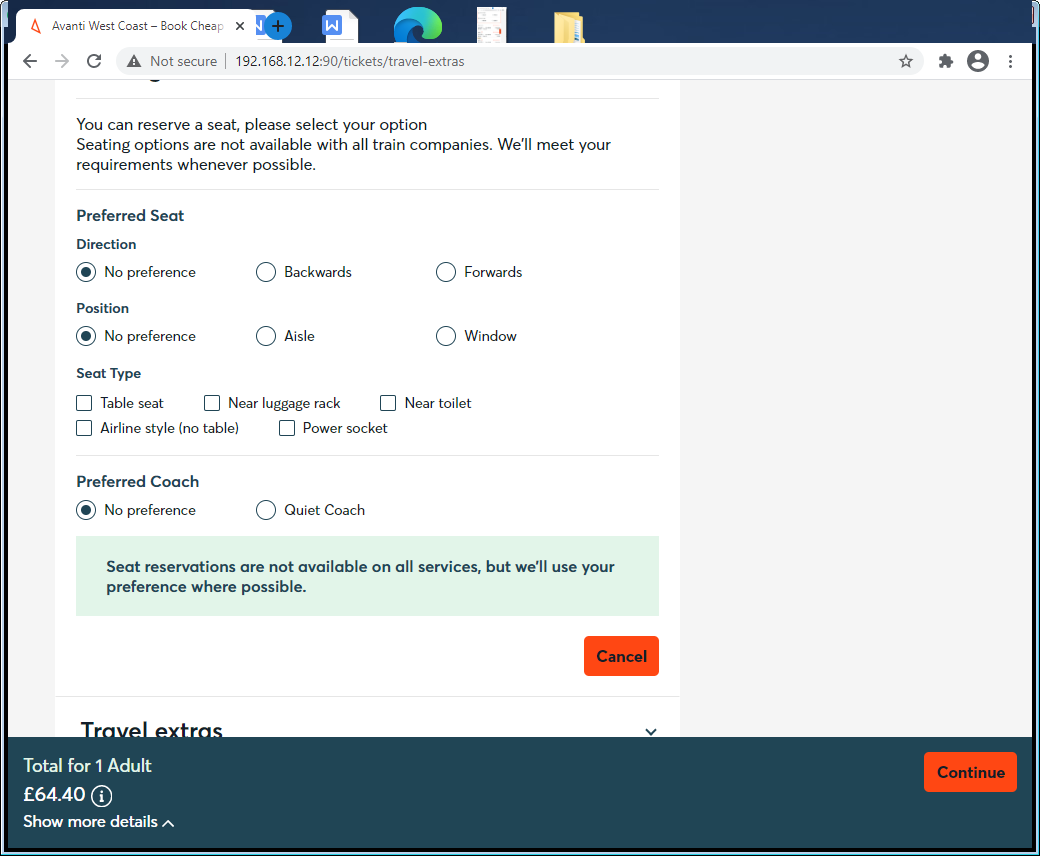 Avanti West Coast – Book Cheap
Not secure
192.168.12.12:90/tickets/travel-extras
You can reserve a seat, please select your option
Seating options are not available with all train companies. We'll meet your
requirements whenever possible.
Preferred Seat
Direction
No preference
Backwards
Forwards
Position
No preference
Aisle
Window
Seat Type
Table seat
Near luggage rack
Near toilet
Airline style (no table)
Power socket
Preferred Coach
No preference
Quiet Coach
Seat reservations are not available on all services, but we'll use your
preference where possible.
Cancel
Travel extras
Total for 1 Adult
£64.40
Show more details
Continue